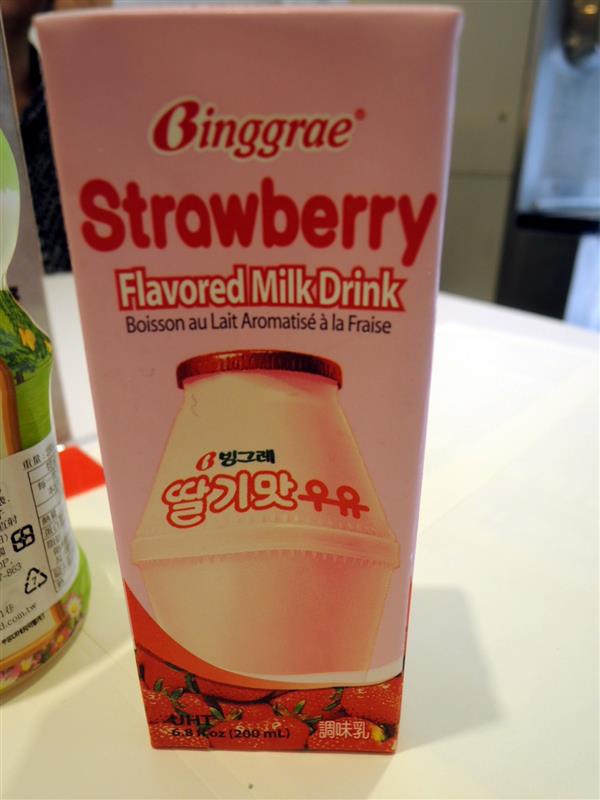 Binggrae®
Strawberry
Flavored Milk Drink
Boisson au Lait Aromatisé à la Fraise
빙그레
딸기맛우유
UHT
6.8 fl oz (200 mL)
調味乳